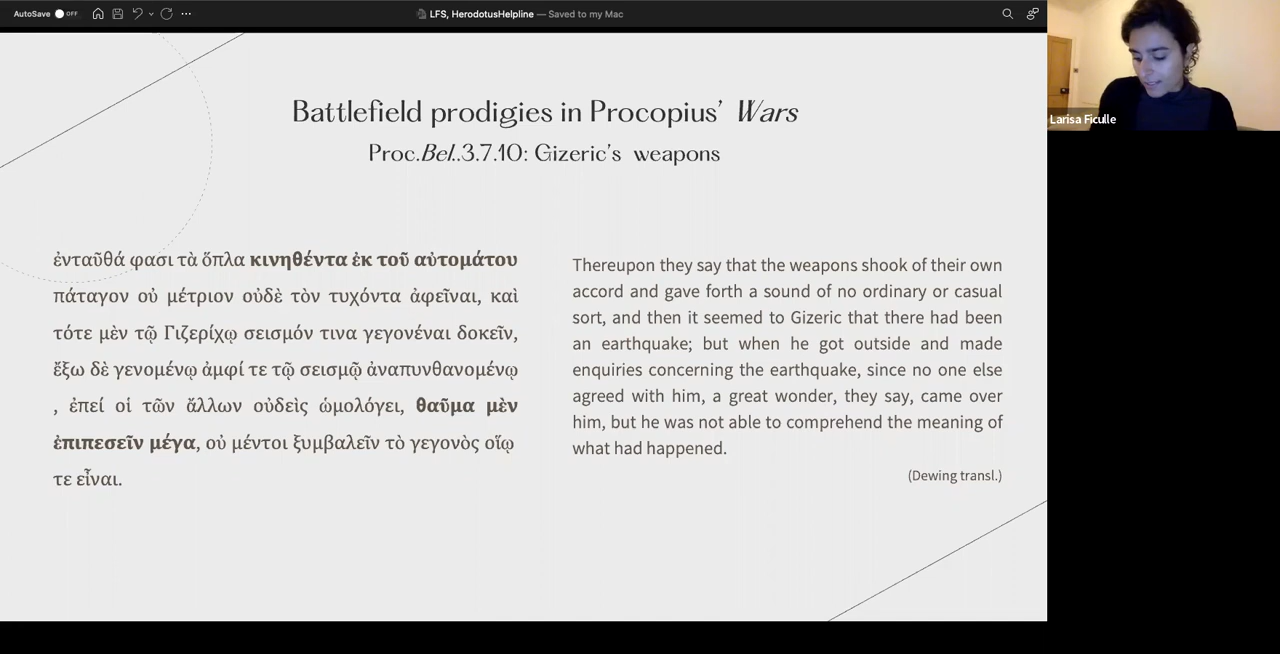 AutoSave OFF
LFS, HerodotusHelpline — Saved to my Mac
Battlefield prodigies in Procopius' Wars
Proc.Bel..3.7.10: Gizeric's weapons
ἐνταῦθά φασι τὰ ὅπλα κινηθέντα ἐκ τοῦ αὐτομάτου
πάταγον οὐ μέτριον οὐδὲ τὸν τυχόντα ἀφεῖναι, καὶ
τότε μὲν τῷ Γιζερίχῳ σεισμόν τινα γεγονέναι δοκεῖν,
ἔξω δὲ γενομένῳ ἀμφί τε τῷ σεισμῷ ἀναπυνθανομένῳ
, ἐπεί οἱ τῶν ἄλλων οὐδεὶς ὡμολόγει, θαῦμα μὲν
ἐπιπεσεῖν μέγα, οὐ μέντοι ξυμβαλεῖν τὸ γεγονὸς οἵῳ
τε εἶναι.
Thereupon they say that the weapons shook of their own
accord and gave forth a sound of no ordinary or casual
sort, and then it seemed to Gizeric that there had been
an earthquake; but when he got outside and made
enquiries concerning the earthquake, since no one else
agreed with him, a great wonder, they say, came over
him, but he was not able to comprehend the meaning of
what had happened.
(Dewing transl.)
Larisa Ficulle